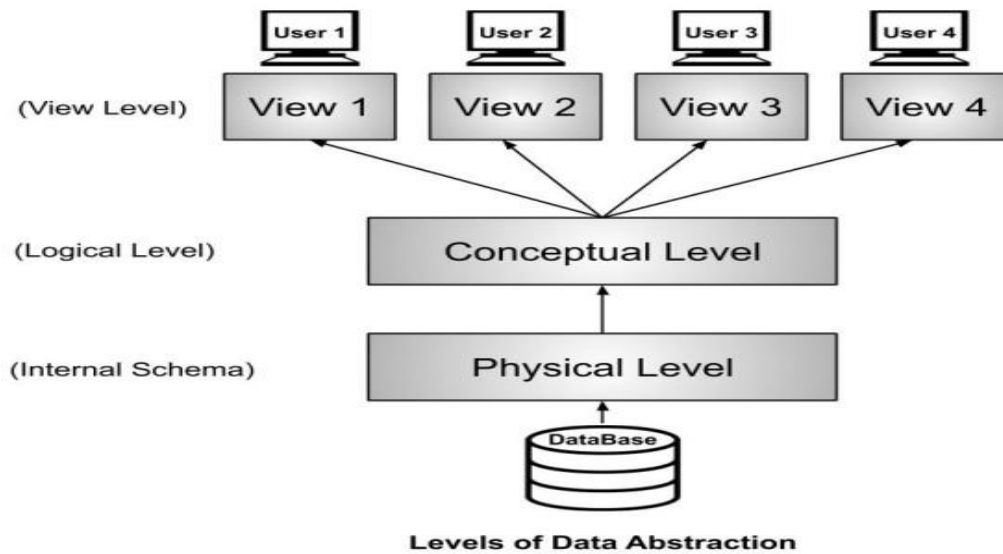 User 1
User 2
User 3
User 4
(View Level)
View 1
View 2
View 3
View 4
(Logical Level)
Conceptual Level
(Internal Schema)
Physical Level
DataBase
Levels of Data Abstraction